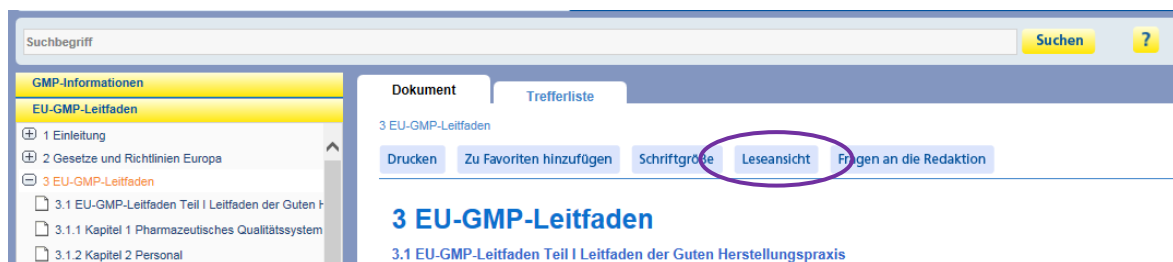 Suchbegriff
Suchen
?
GMP-Informationen
EU-GMP-Leitfaden
1 Einleitung
2 Gesetze und Richtlinien Europa
3 EU-GMP-Leitfaden
3.1 EU-GMP-Leitfaden Teil I Leitfaden der Guten
3.1.1 Kapitel 1 Pharmazeutisches Qualitätssystem
3.1.2 Kapitel 2 Personal
Dokument
Trefferliste
3 EU-GMP-Leitfaden
Drucken
Zu Favoriten hinzufügen
Schriftgröße
Leseansicht
Fragen an die Redaktion
3 EU-GMP-Leitfaden
3.1 EU-GMP-Leitfaden Teil I Leitfaden der Guten Herstellungspraxis